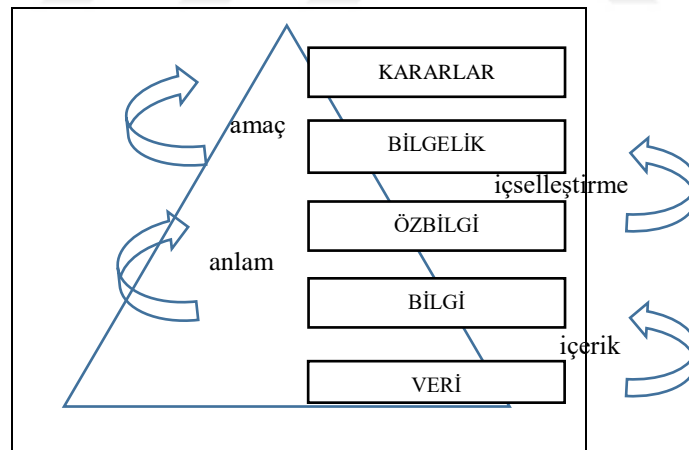 KARARLAR
amaç
BİLGELİK
içselleştirme
ÖZBİLGİ
anlam
BİLGİ
içerik
VERİ